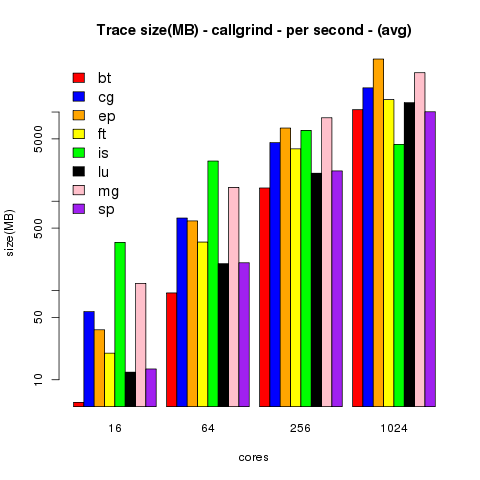 Trace size(MB) - callgrind - per second - (avg)
bt
cg
ep
ft
is
lu
mg
sp
size(MB)
5000
500
50
10
16 64 256 1024
cores